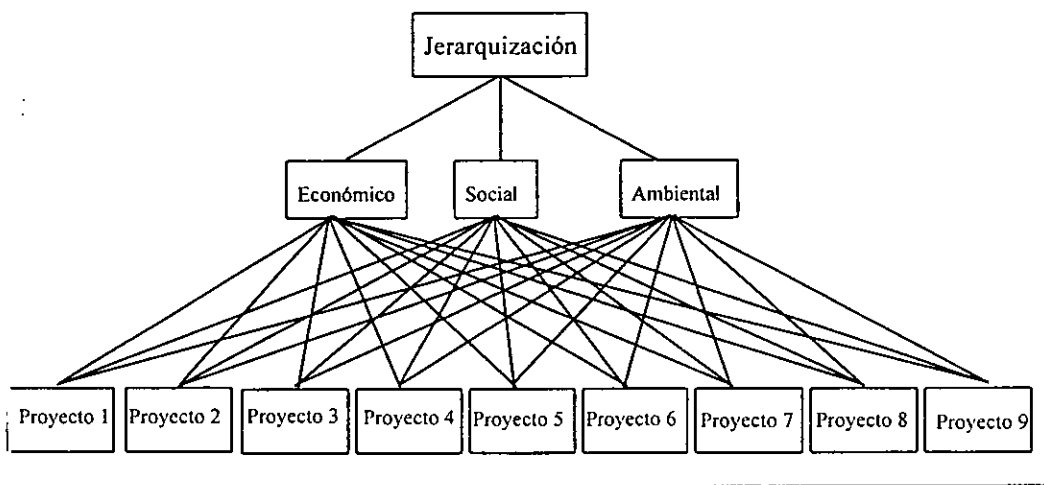 Jerarquización
Económico
Social
Ambiental
Proyecto 1
Proyecto 2
Proyecto 3
Proyecto 4
Proyecto 5
Proyecto 6
Proyecto 7
Proyecto 8
Proyecto 9